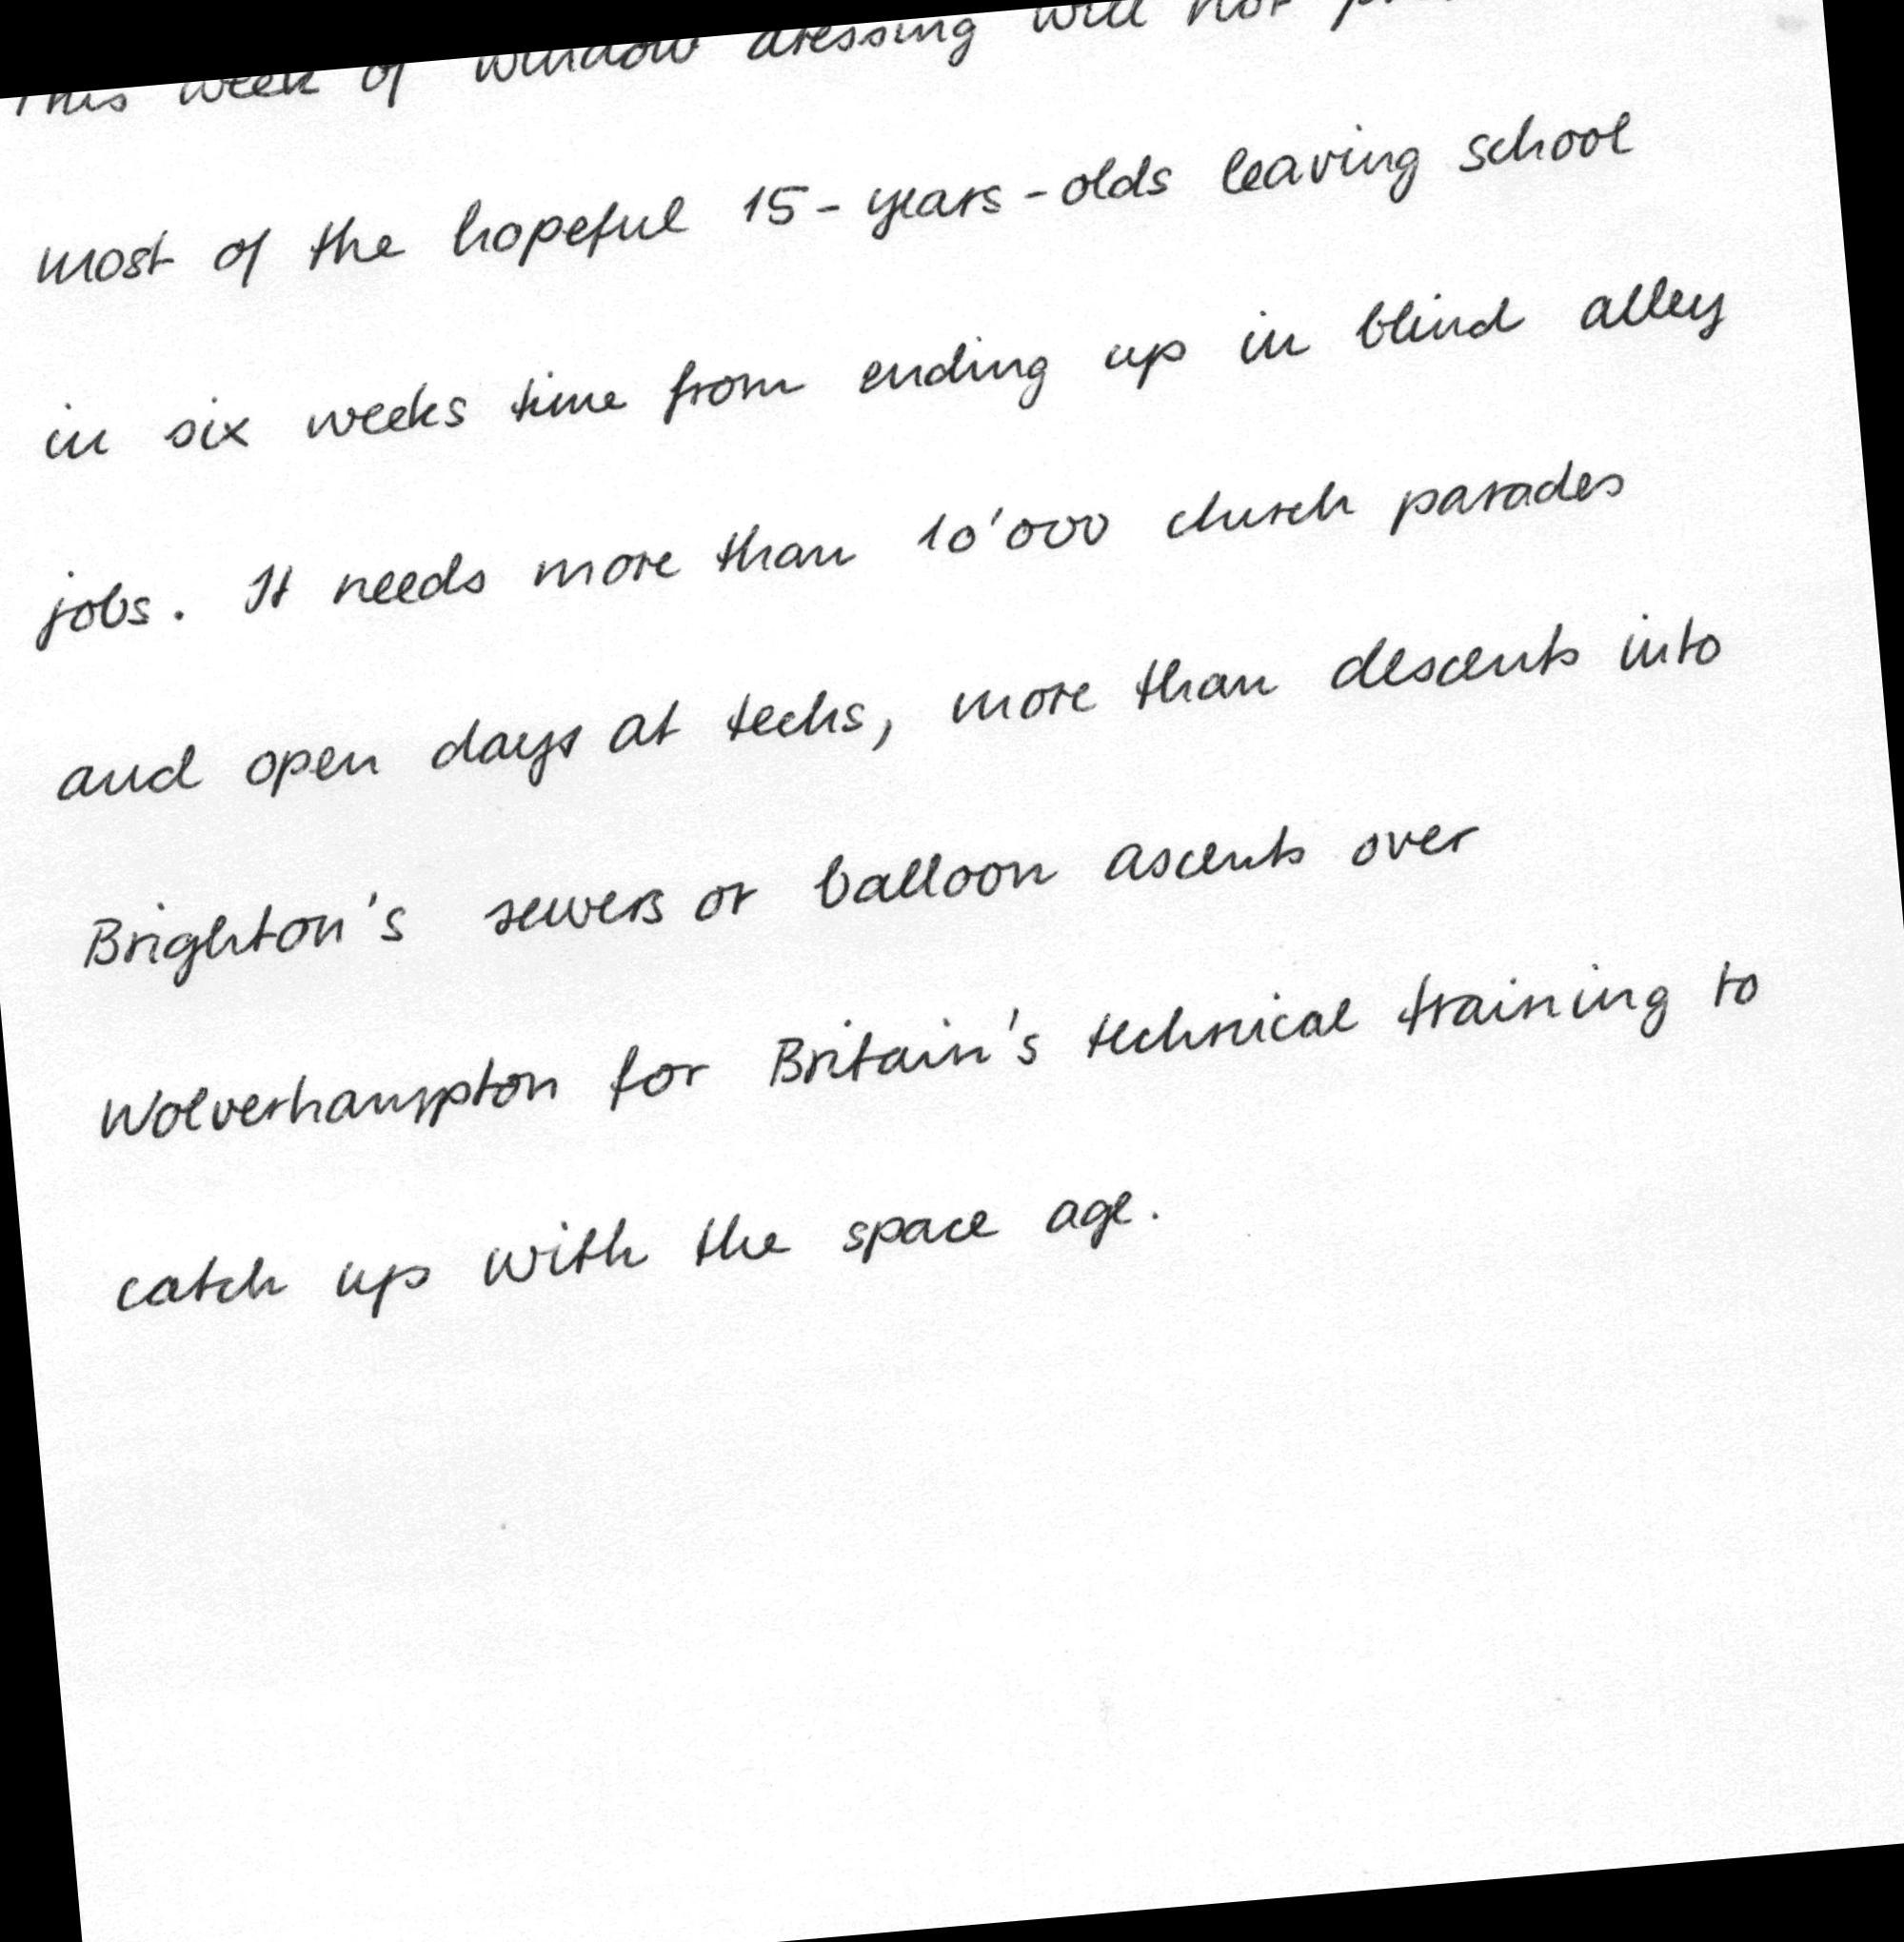 This week of window dressing will not
most of the hopeful 15-years-olds leaving school
in six weeks time from ending up in blind alley
jobs. It needs more than 10'000 church parades
and open days at techs, more than descents into
Brighton's sewers or balloon ascents over
Wolverhampton for Britain's technical training to
catch up with the space age.